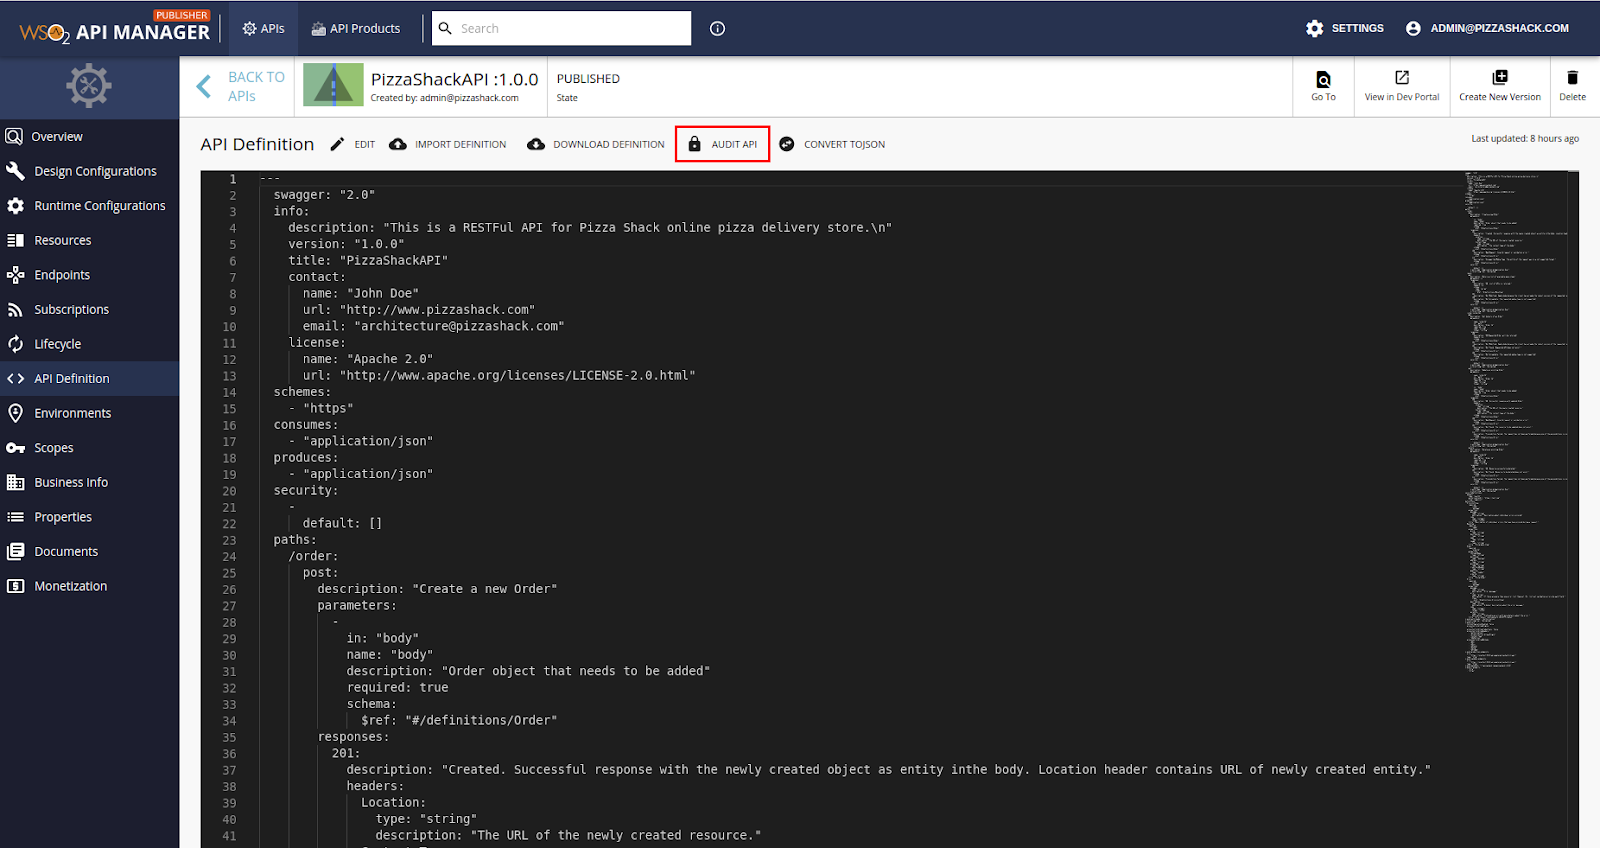 PUBLISHER
WSO2 API MANAGER
APIs
API Products
Search
SETTINGS
ADMIN@PIZZASHACK.COM
BACK TO
APIs
PizzaShackAPI :1.0.0
Created by: admin@pizzashack.com
PUBLISHED
State
Go To
View in Dev Portal
Create New Version
Delete
Overview
Design Configurations
Runtime Configurations
Resources
Endpoints
Subscriptions
Lifecycle
API Definition
Environments
Scopes
Business Info
Properties
Documents
Monetization
API Definition
EDIT
IMPORT DEFINITION
DOWNLOAD DEFINITION
AUDIT API
CONVERT TOJSON
Last updated: 8 hours ago
1 ---
2 swagger: "2.0"
3 info:
4 description: "This is a RESTFul API for Pizza Shack online pizza delivery store.\n"
5 version: "1.0.0"
6 title: "PizzaShackAPI"
7 contact:
8 name: "John Doe"
9 url: "http://www.pizzashack.com"
10 email: "architecture@pizzashack.com"
11 license:
12 name: "Apache 2.0"
13 url: "http://www.apache.org/licenses/LICENSE-2.0.html"
14 schemes:
15 - "https"
16 consumes:
17 - "application/json"
18 produces:
19 - "application/json"
20 security:
21 -
22 default: []
23 paths:
24 /order:
25 post:
26 description: "Create a new Order"
27 parameters:
28 -
29 in: "body"
30 name: "body"
31 description: "Order object that needs to be added"
32 required: true
33 schema:
34 $ref: "#/definitions/Order"
35 responses:
36 201:
37 description: "Created. Successful response with the newly created object as entity inthe body. Location header contains URL of newly created entity."
38 headers:
39 Location:
40 type: "string"
41 description: "The URL of the newly created resource."